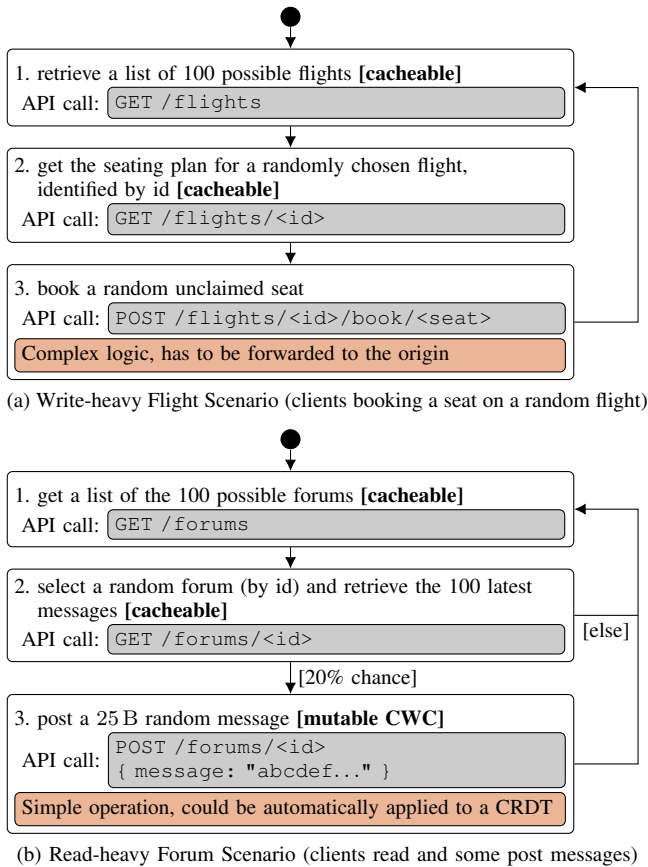 1. retrieve a list of 100 possible flights [cacheable]
API call: GET /flights
2. get the seating plan for a randomly chosen flight,
identified by id [cacheable]
API call: GET /flights/<id>
3. book a random unclaimed seat
API call: POST /flights/<id>/book/<seat>
Complex logic, has to be forwarded to the origin
(a) Write-heavy Flight Scenario (clients booking a seat on a random flight)
1. get a list of the 100 possible forums [cacheable]
API call: GET /forums
2. select a random forum (by id) and retrieve the 100 latest
messages [cacheable]
API call: GET /forums/<id>
[else]
[20% chance]
3. post a 25 B random message [mutable CWC]
API call: POST /forums/<id>
{ message: "abcdef..." }
Simple operation, could be automatically applied to a CRDT
(b) Read-heavy Forum Scenario (clients read and some post messages)